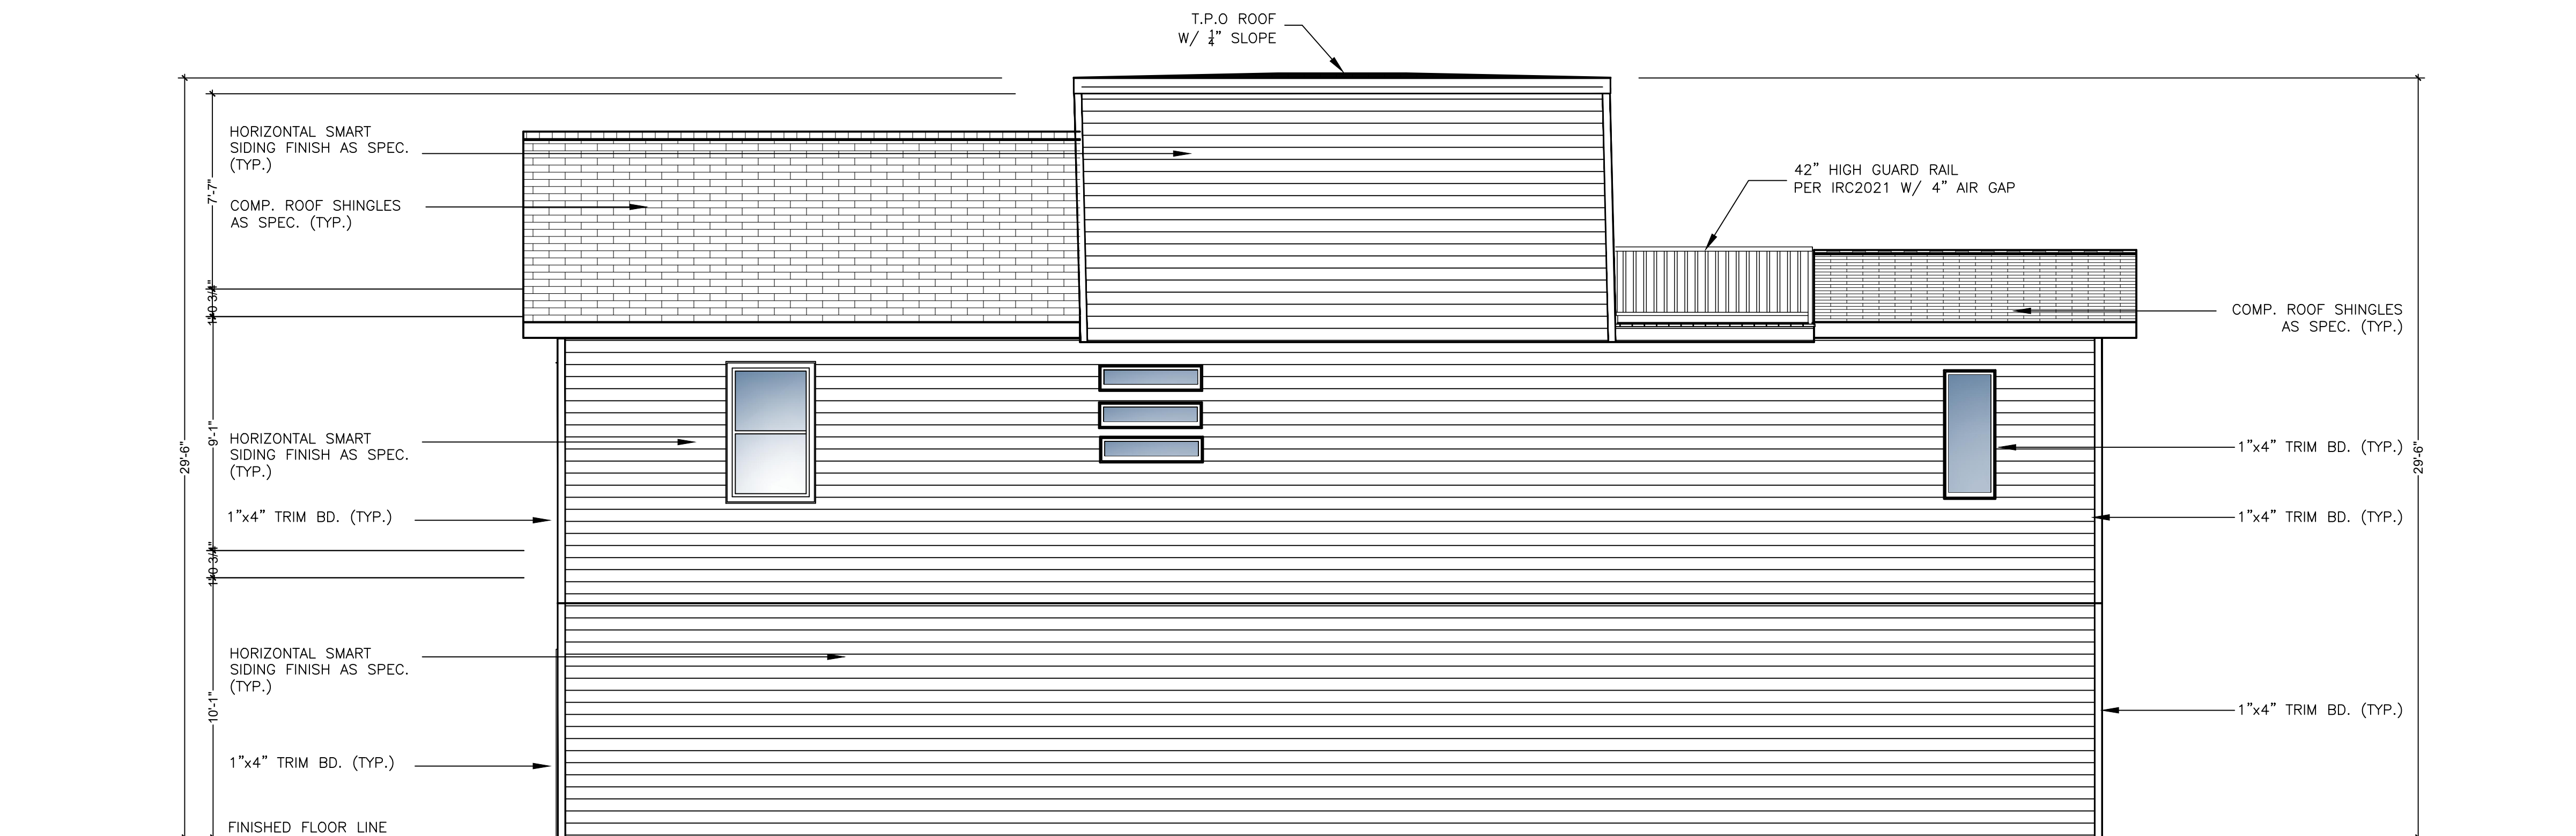 T.P.O ROOF
W/ ¼” SLOPE
HORIZONTAL SMART
SIDING FINISH AS SPEC.
(TYP.)
COMP. ROOF SHINGLES
AS SPEC. (TYP.)
7'-7"
42” HIGH GUARD RAIL
PER IRC2021 W/ 4” AIR GAP
COMP. ROOF SHINGLES
AS SPEC. (TYP.)
29'-6"
9'-1"
HORIZONTAL SMART
SIDING FINISH AS SPEC.
(TYP.)
1”x4” TRIM BD. (TYP.)
1”x4” TRIM BD. (TYP.)
29'-6"
1”x4” TRIM BD. (TYP.)
HORIZONTAL SMART
SIDING FINISH AS SPEC.
(TYP.)
10'-1"
1”x4” TRIM BD. (TYP.)
1”x4” TRIM BD. (TYP.)
FINISHED FLOOR LINE